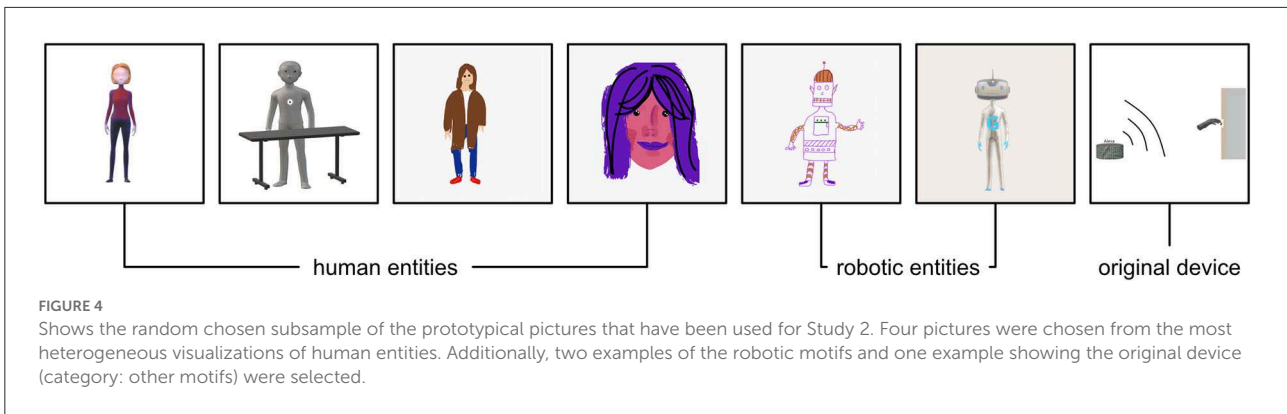 Alexa
human entities
robotic entities
original device
FIGURE 4
Shows the random chosen subsample of the prototypical pictures that have been used for Study 2. Four pictures were chosen from the most
heterogeneous visualizations of human entities. Additionally, two examples of the robotic motifs and one example showing the original device
(category: other motifs) were selected.